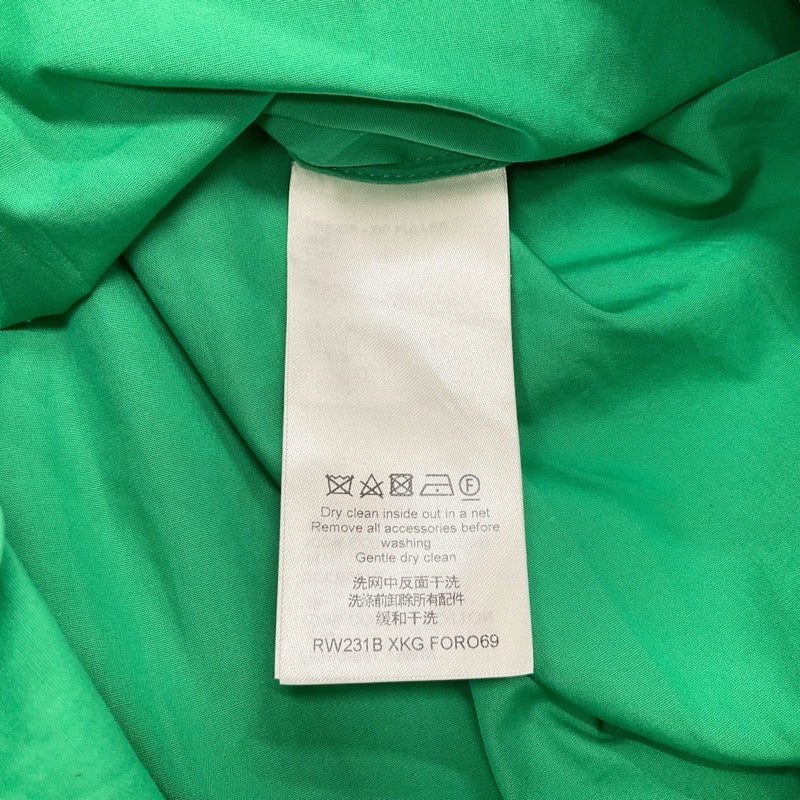 Dry clean inside out in a net
Remove all accessories before
washing
Gentle dry clean
洗网中反面干洗
洗涤前卸除所有配件
缓和干洗
RW231B XKG FORO69